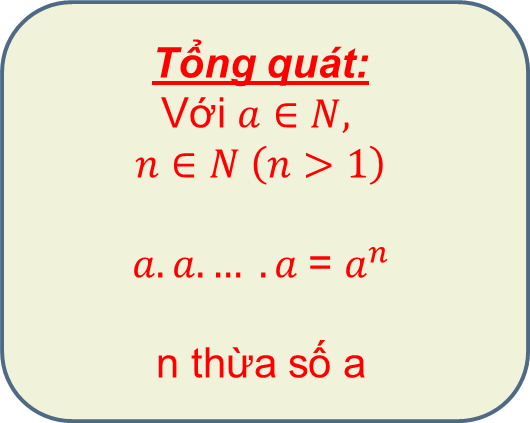 Tổng quát:
Với 𝑎 ∈ 𝑁,
𝑛 ∈ 𝑁 (𝑛 > 1)
𝑎. 𝑎. … . 𝑎 = 𝑎ⁿ
n thừa số a